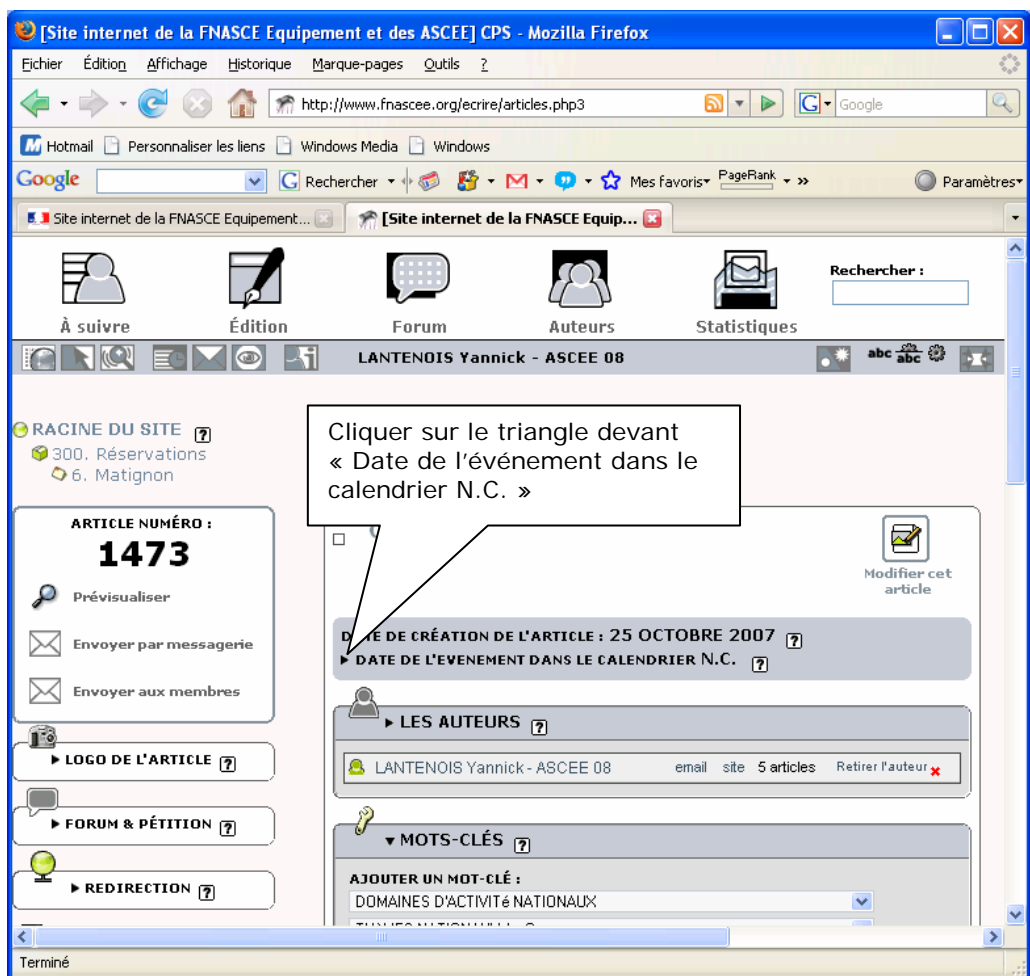 [Site internet de la FNASCE Equipement et des ASCEE] CPS - Mozilla Firefox
Eichier Édition Affichage Historique Marque-pages Outils ?
http://www.fnascee.org/ecrire/articles.php3 G Google
M Hotmail Personnaliser les liens Windows Media Windows
Google G Rechercher Mes favoris PageRank » Paramètres
Site internet de la FNASCE Equipement... [Site internet de la FNASCE Equip...
Rechercher :
À suivre Édition Forum Auteurs Statistiques
LANTENOIS Yannick - ASCEE 08 abc abc
RACINE DU SITE ?
300. Réservations
6. Matignon
Cliquer sur le triangle devant
« Date de l'événement dans le
calendrier N.C. »
ARTICLE NUMÉRO :
1473
Prévisualiser
Envoyer par messagerie
Envoyer aux membres
LOGO DE L'ARTICLE ?
FORUM & PÉTITION ?
REDIRECTION ?
Modifier cet
article
DE CRÉATION DE L'ARTICLE : 25 OCTOBRE 2007 ?
DATE DE L'EVENEMENT DANS LE CALENDRIER N.C. ?
LES AUTEURS ?
LANTENOIS Yannick - ASCEE 08 email site 5 articles Retirer l'auteur
MOTS-CLÉS ?
AJOUTER UN MOT-CLÉ :
DOMAINES D'ACTIVITé NATIONAUX
Terminé